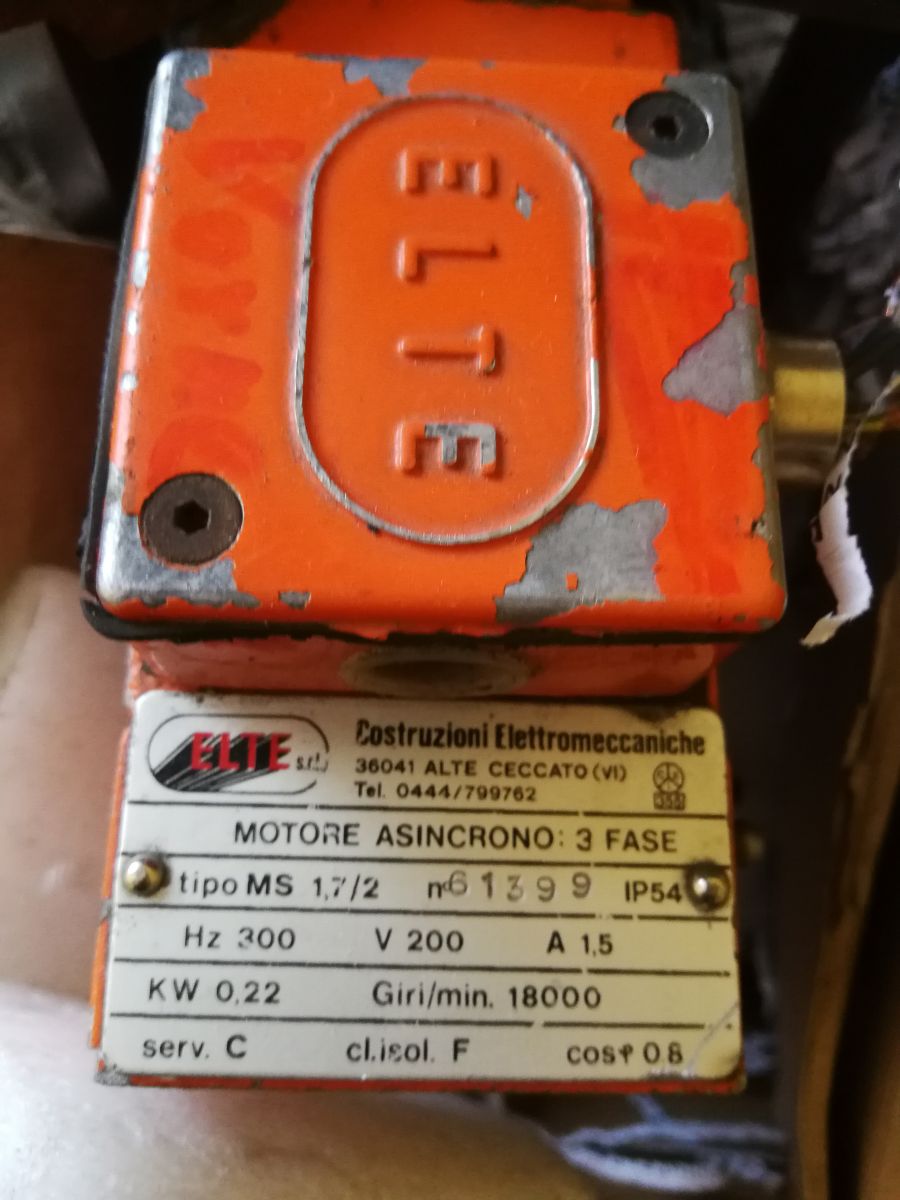 ELTE
ELTE s.r.l. Costruzioni Elettromeccaniche
36041 ALTE CECCATO (VI)
Tel. 0444/799762
MOTORE ASINCRONO: 3 FASE
tipo MS 1,7/2 n° 61399 IP54
Hz 300 V 200 A 1,5
KW 0,22 Giri/min. 18000
serv. C cl.isol. F cosφ 0.8